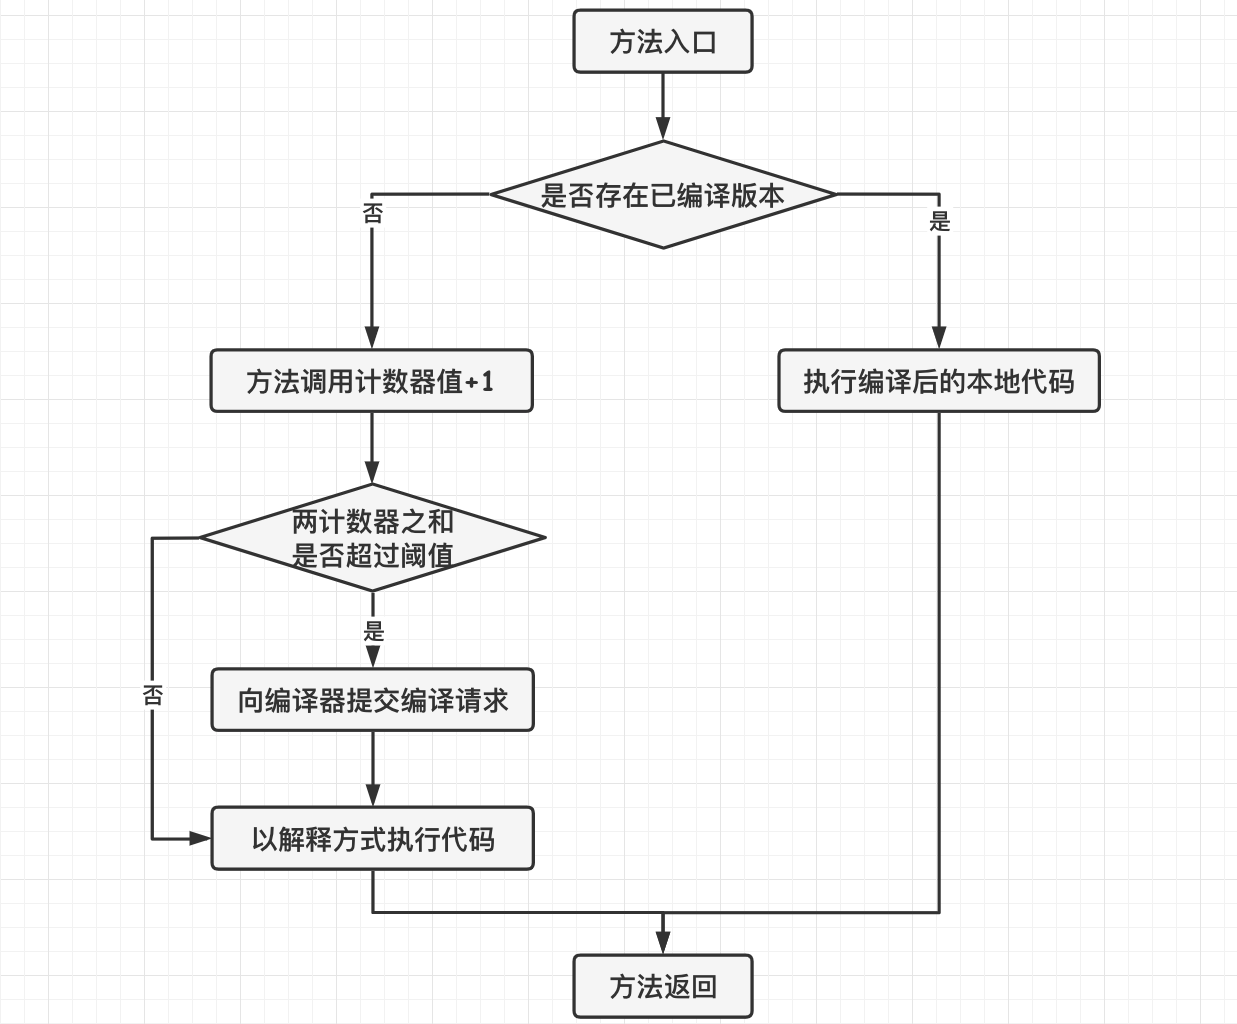 方法入口
是否存在已编译版本
否
是
方法调用计数器值+1
执行编译后的本地代码
两计数器之和
是否超过阈值
是
向编译器提交编译请求
否
以解释方式执行代码
方法返回